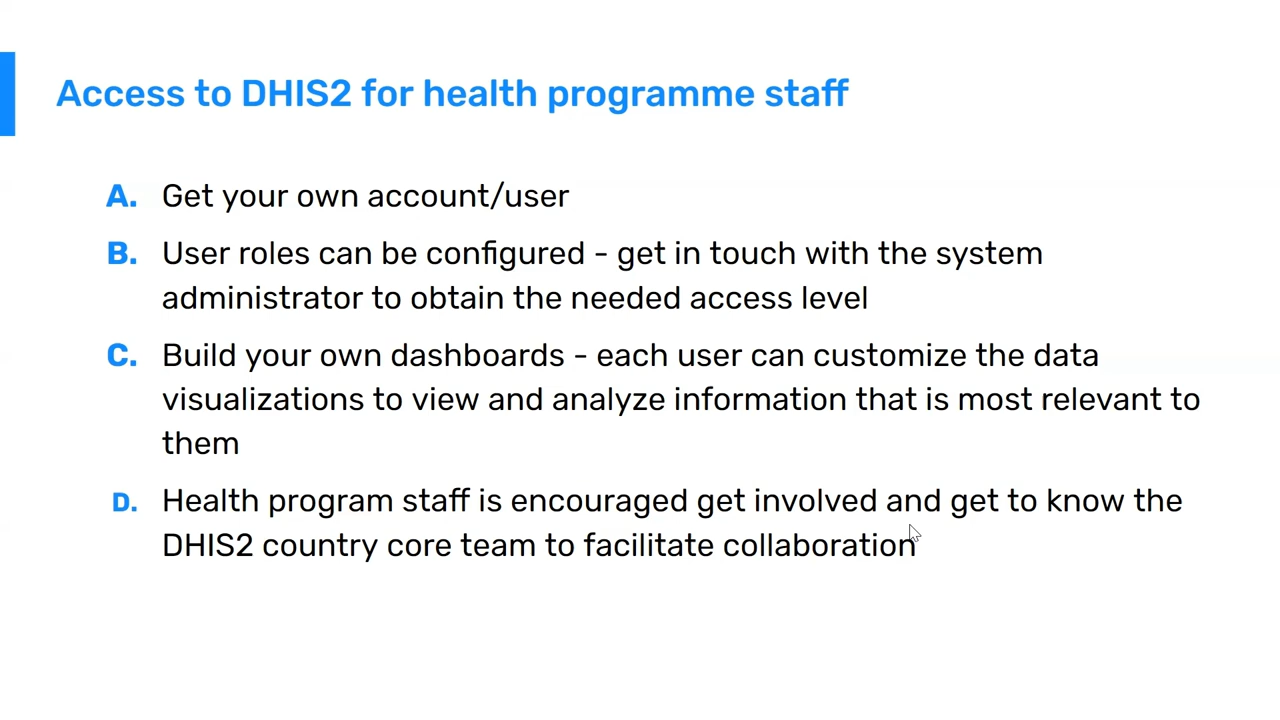 Access to DHIS2 for health programme staff
A. Get your own account/user
B. User roles can be configured - get in touch with the system
administrator to obtain the needed access level
C. Build your own dashboards - each user can customize the data
visualizations to view and analyze information that is most relevant to
them
D. Health program staff is encouraged get involved and get to know the
DHIS2 country core team to facilitate collaboration